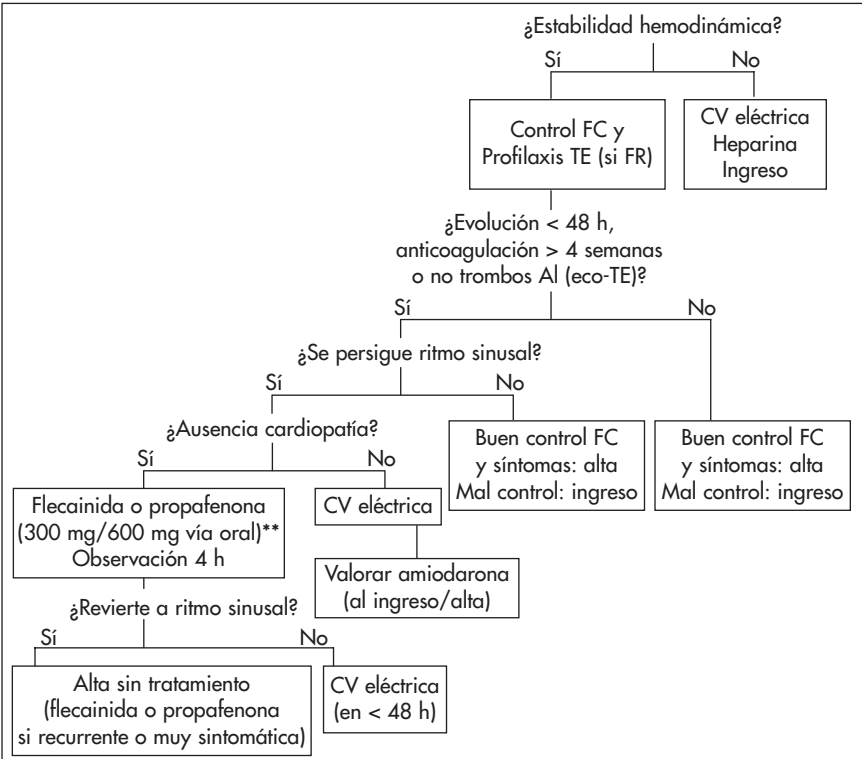 ¿Estabilidad hemodinámica?
Sí
No
Control FC y
Profilaxis TE (si FR)
CV eléctrica
Heparina
Ingreso
¿Evolución < 48 h,
anticoagulación > 4 semanas
o no trombos Al (eco-TE)?
Sí
No
¿Se persigue ritmo sinusal?
Sí
No
¿Ausencia cardiopatía?
Buen control FC
y síntomas: alta
Mal control: ingreso
Buen control FC
y síntomas: alta
Mal control: ingreso
Sí
No
Flecainida o propafenona
(300 mg/600 mg vía oral)**
Observación 4 h
CV eléctrica
Valorar amiodarona
(al ingreso/alta)
¿Revierte a ritmo sinusal?
Sí
No
Alta sin tratamiento
(flecainida o propafenona
si recurrente o muy sintomática)
CV eléctrica
(en < 48 h)